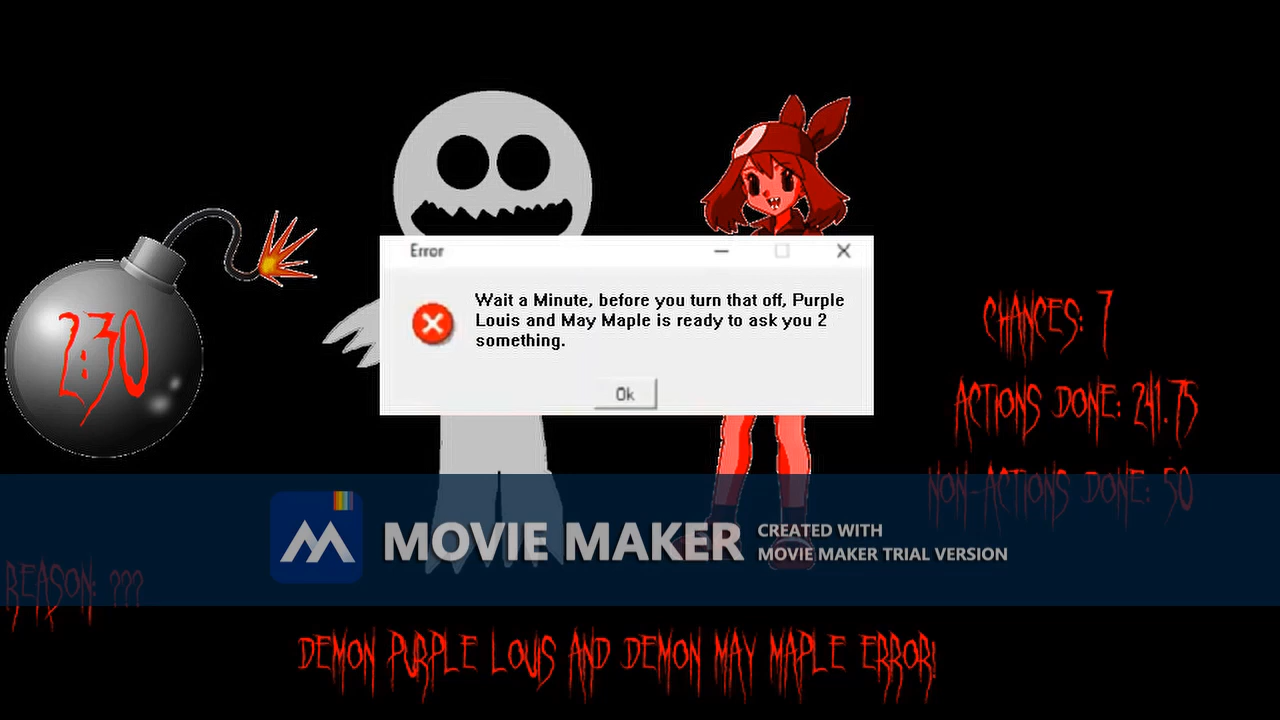 Error
Wait a Minute, before you turn that off, Purple
Louis and May Maple is ready to ask you 2
something.
Ok
2:30
CHANCES: 7
ACTIONS DONE: 241.75
NON-ACTIONS DONE: 50
MOVIE MAKER
CREATED WITH
MOVIE MAKER TRIAL VERSION
REASON: ???
DEMON PURPLE LOUIS AND DEMON MAY MAPLE ERROR!